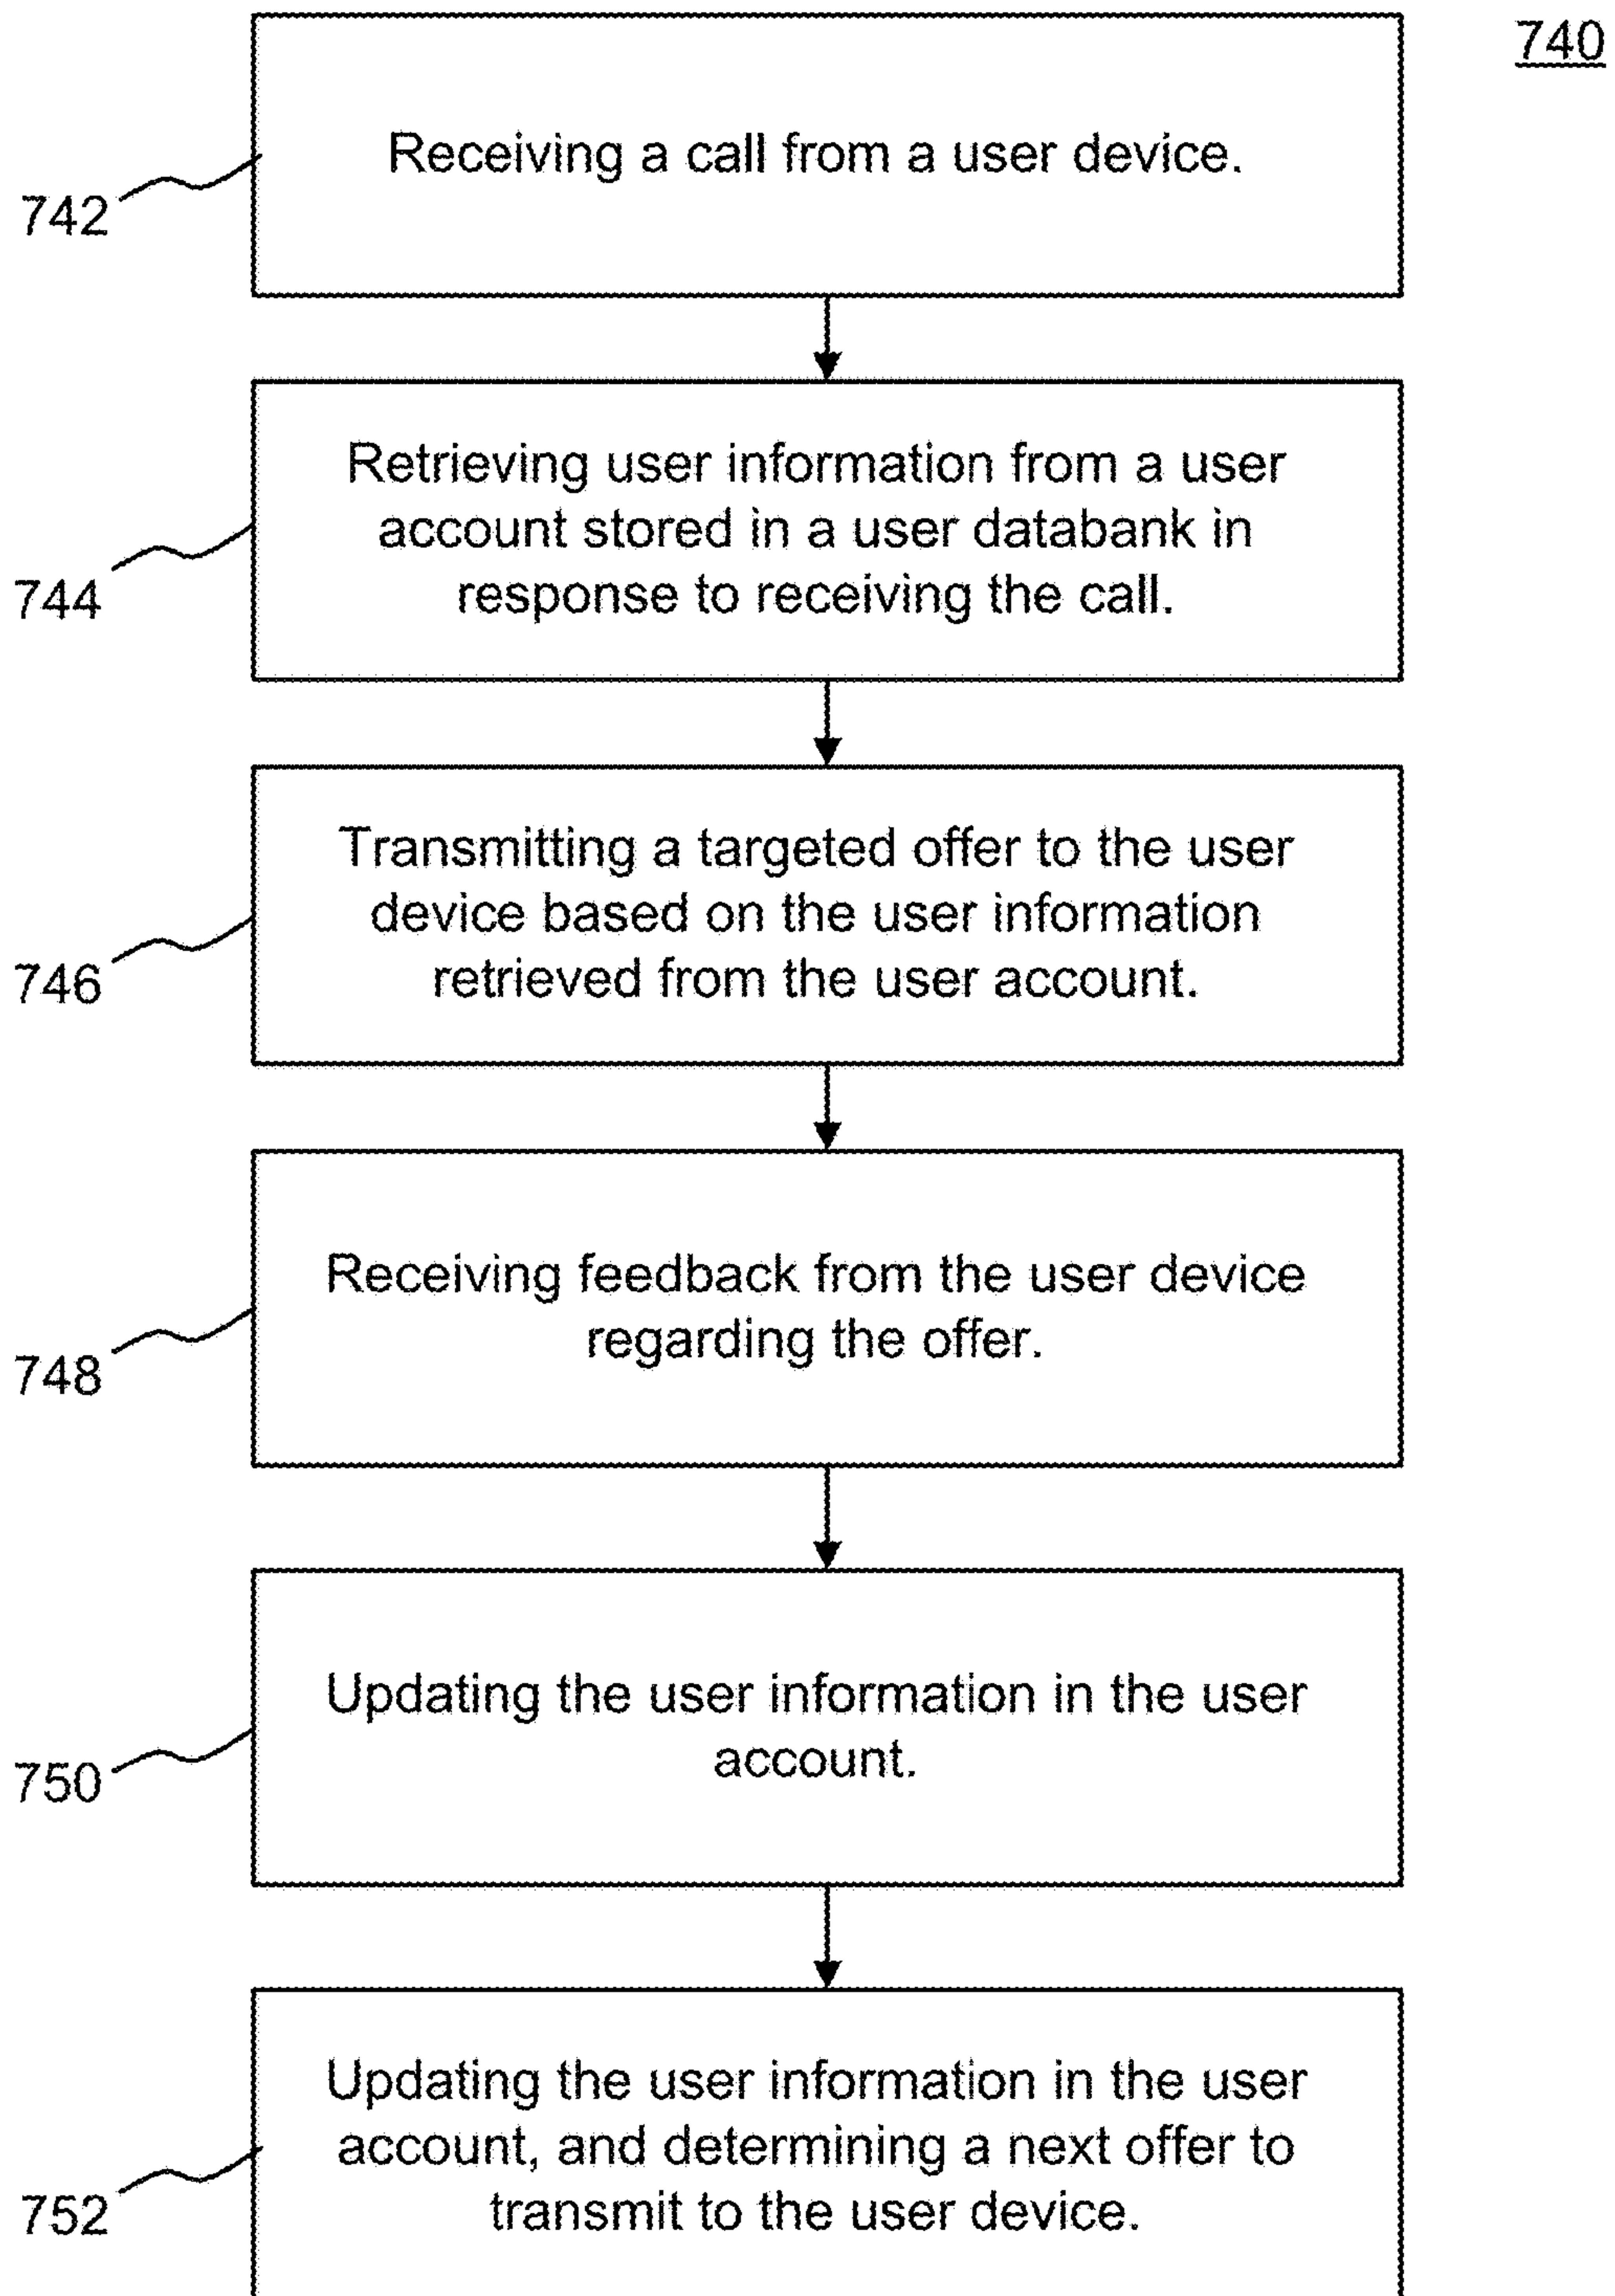 740
Receiving a call from a user device.
742
Retrieving user information from a user
account stored in a user databank in
response to receiving the call.
744
Transmitting a targeted offer to the user
device based on the user information
retrieved from the user account.
746
Receiving feedback from the user device
regarding the offer.
748
Updating the user information in the user
account.
750
Updating the user information in the user
account, and determining a next offer to
transmit to the user device.
752